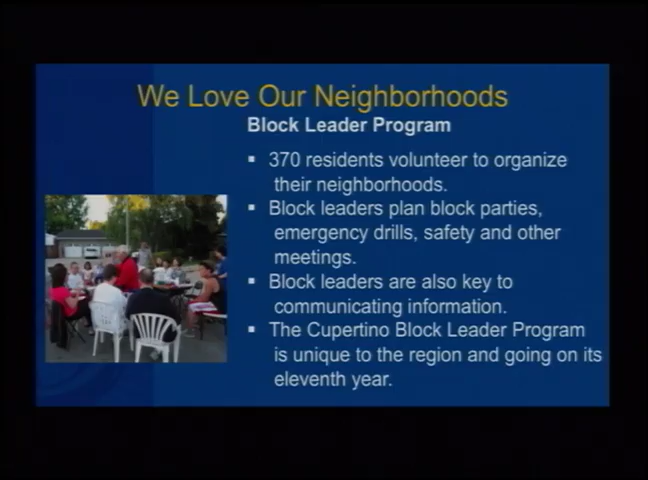 We Love Our Neighborhoods
Block Leader Program
▪ 370 residents volunteer to organize
their neighborhoods.
▪ Block leaders plan block parties,
emergency drills, safety and other
meetings.
▪ Block leaders are also key to
communicating information.
▪ The Cupertino Block Leader Program
is unique to the region and going on its
eleventh year.